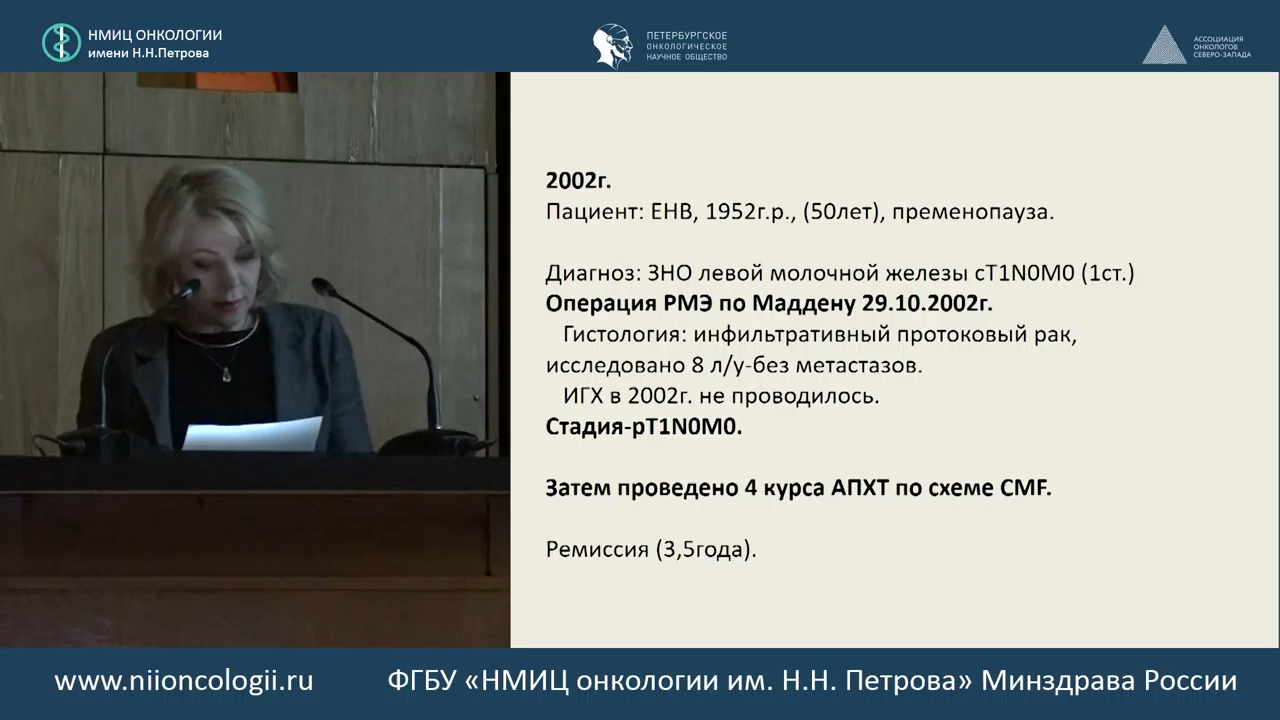 НМИЦ ОНКОЛОГИИ
имени Н.Н.Петрова
ПЕТЕРБУРГСКОЕ
ОНКОЛОГИЧЕСКОЕ
НАУЧНОЕ ОБЩЕСТВО
АССОЦИАЦИЯ
ОНКОЛОГОВ
СЕВЕРО-ЗАПАДА
2002г.
Пациент: ЕНВ, 1952г.р., (50лет), пременопауза.
Диагноз: ЗНО левой молочной железы cT1N0M0 (1ст.)
Операция РМЭ по Маддену 29.10.2002г.
Гистология: инфильтративный протоковый рак,
исследовано 8 л/у-без метастазов.
ИГХ в 2002г. не проводилось.
Стадия-pT1N0M0.
Затем проведено 4 курса АПХТ по схеме CMF.
Ремиссия (3,5года).
www.niioncologii.ru
ФГБУ «НМИЦ онкологии им. Н.Н. Петрова» Минздрава России